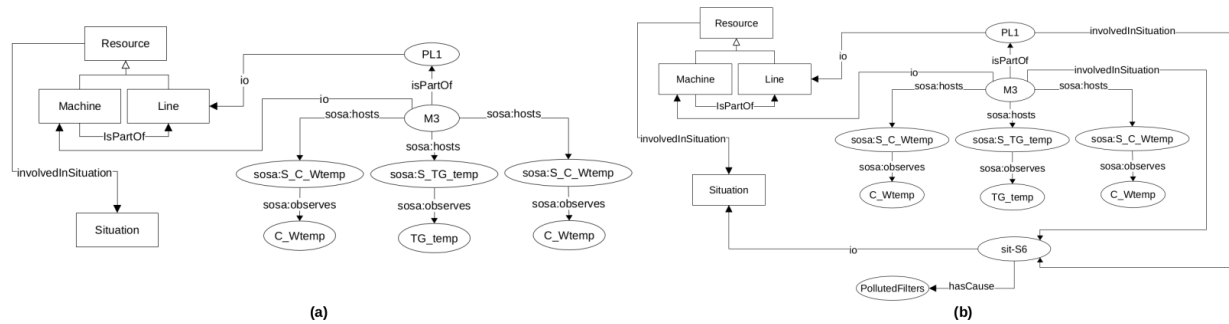 Resource
PL1
io
isPartOf
Machine
Line
io
M3
IsPartOf
sosa:hosts
sosa:hosts
sosa:hosts
sosa:S_C_Wtemp
sosa:S_TG_temp
sosa:S_C_Wtemp
involvedInSituation
sosa:observes
sosa:observes
sosa:observes
Situation
C_Wtemp
TG_temp
C_Wtemp
(a)
Resource
PL1
involvedInSituation
io
isPartOf
Machine
Line
io
involvedInSituation
M3
IsPartOf
sosa:hosts
sosa:hosts
sosa:hosts
sosa:S_C_Wtemp
sosa:S_TG_temp
sosa:S_C_Wtemp
involvedInSituation
sosa:observes
sosa:observes
sosa:observes
Situation
C_Wtemp
TG_temp
C_Wtemp
io
sit-S6
PollutedFilters
hasCause
(b)